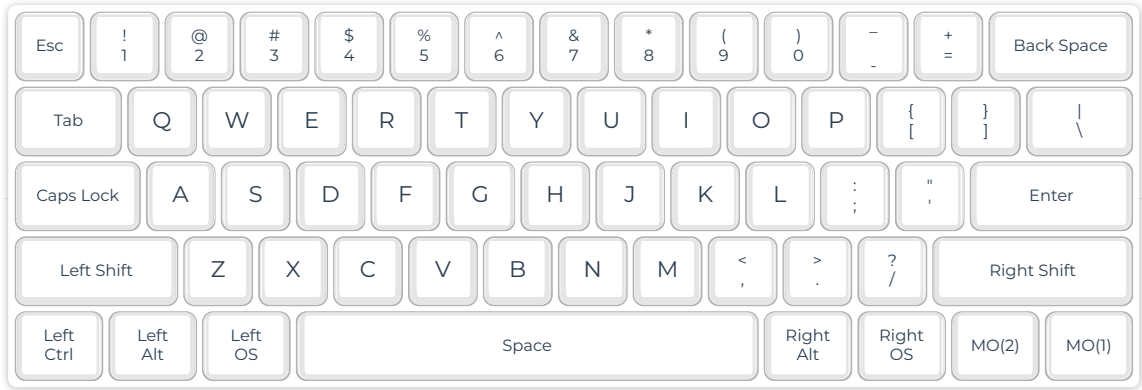 Esc ! 1 @ 2 # 3 $ 4 % 5 ^ 6 & 7 * 8 ( 9 ) 0 _ - + = Back Space
Tab Q W E R T Y U I O P { [ } ] | \
Caps Lock A S D F G H J K L : ; " ' Enter
Left Shift Z X C V B N M < , > . ? / Right Shift
Left Ctrl Left Alt Left OS Space Right Alt Right OS MO(2) MO(1)